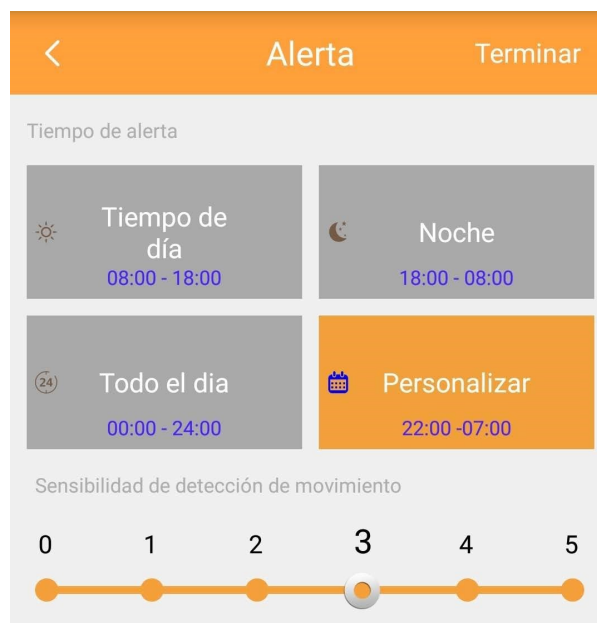 Alerta
Terminar
Tiempo de alerta
Tiempo de
día
08:00 - 18:00
Noche
18:00 - 08:00
24
Todo el dia
00:00 - 24:00
Personalizar
22:00 -07:00
Sensibilidad de detección de movimiento
0 1 2 3 4 5